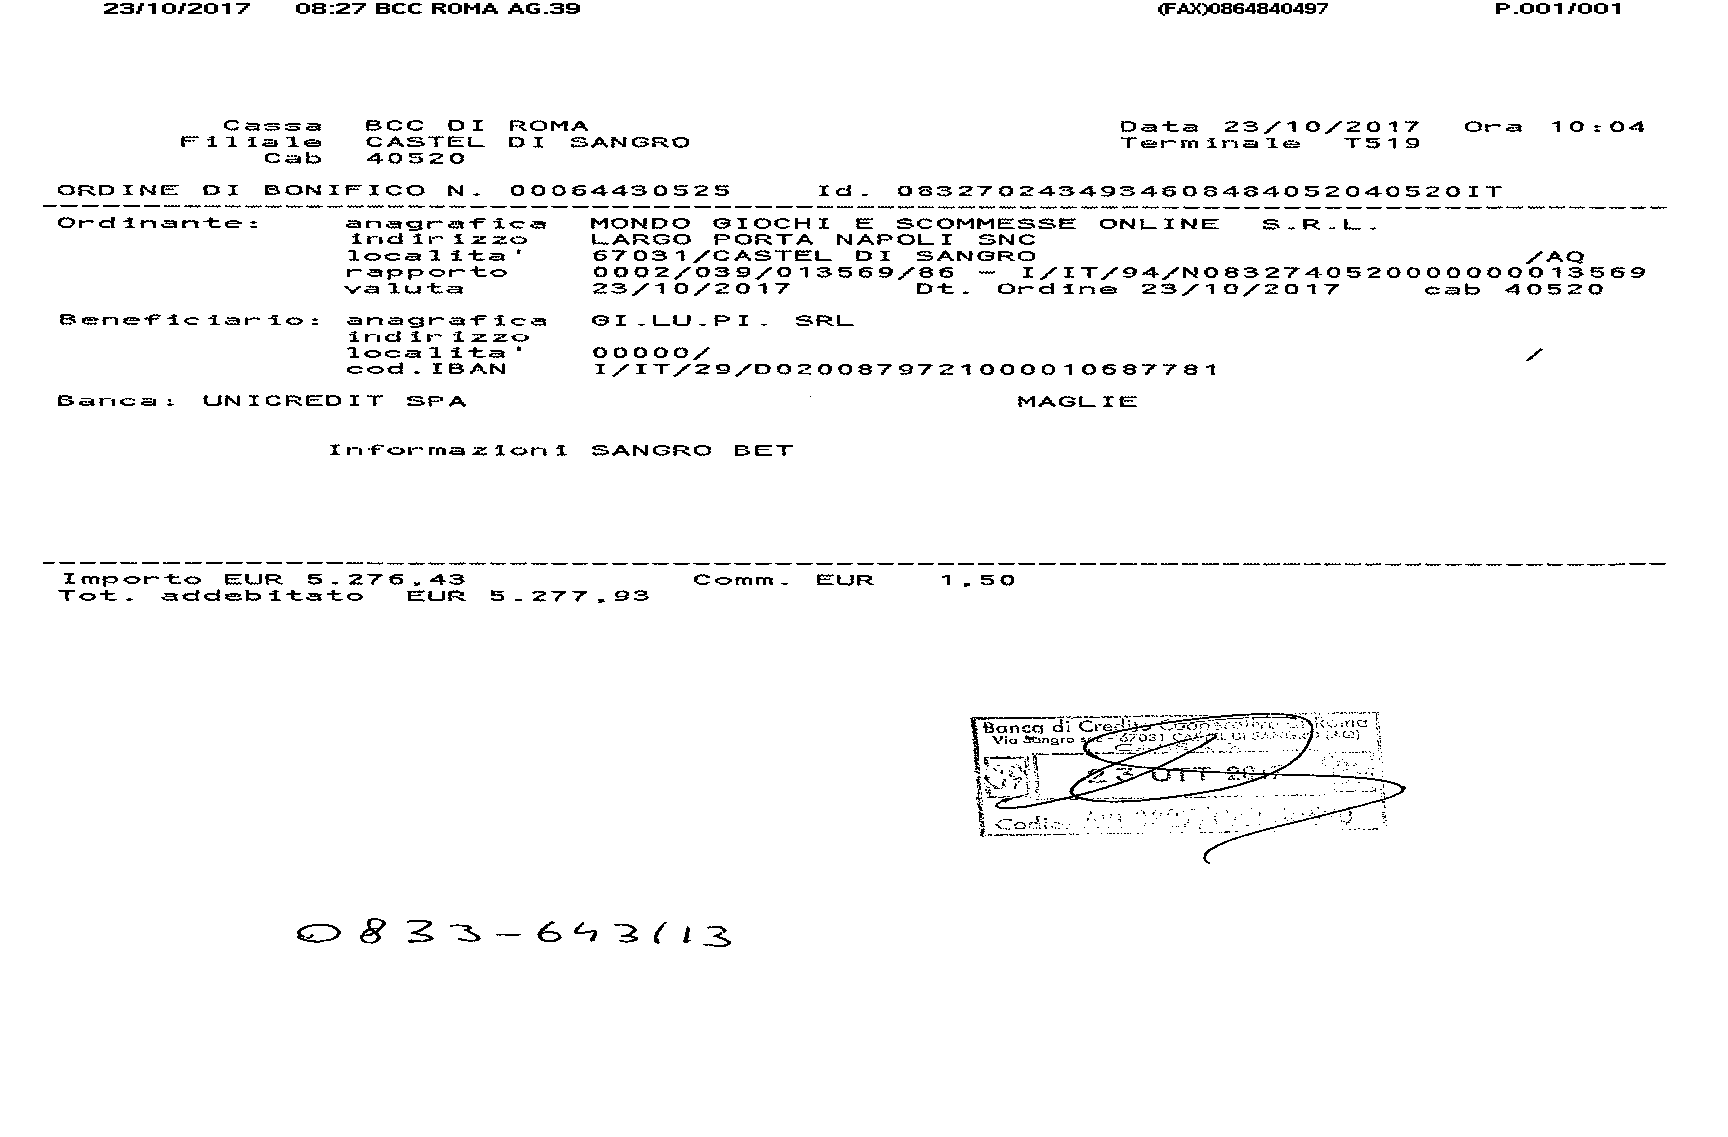 23/10/2017 08:27 BCC ROMA AG.39 (FAX)0864840497 P.001/001
Cassa BCC DI ROMA Data 23/10/2017 Ora 10:04
Filiale CASTEL DI SANGRO Terminale T519
Cab 40520
ORDINE DI BONIFICO N. 00064430525 Id. 0832702434934608484052040520IT
Ordinante: anagrafica MONDO GIOCHI E SCOMMESSE ONLINE S.R.L.
indirizzo LARGO PORTA NAPOLI SNC
localita' 67031/CASTEL DI SANGRO /AQ
rapporto 0002/039/013569/86 - I/IT/94/N0832740520000000013569
valuta 23/10/2017 Dt. Ordine 23/10/2017 cab 40520
Beneficiario: anagrafica GI.LU.PI. SRL
indirizzo
localita' 00000/ /
cod.IBAN I/IT/29/D0200879721000010687781
Banca: UNICREDIT SPA MAGLIE
Informazioni SANGRO BET
Importo EUR 5.276,43 Comm. EUR 1,50
Tot. addebitato EUR 5.277,93
Banca di Credito Cooperativo di Roma
Via Sangro snc - 67031 CASTEL DI SANGRO (AQ)
23 OTT 2017
Codice
0833-643113